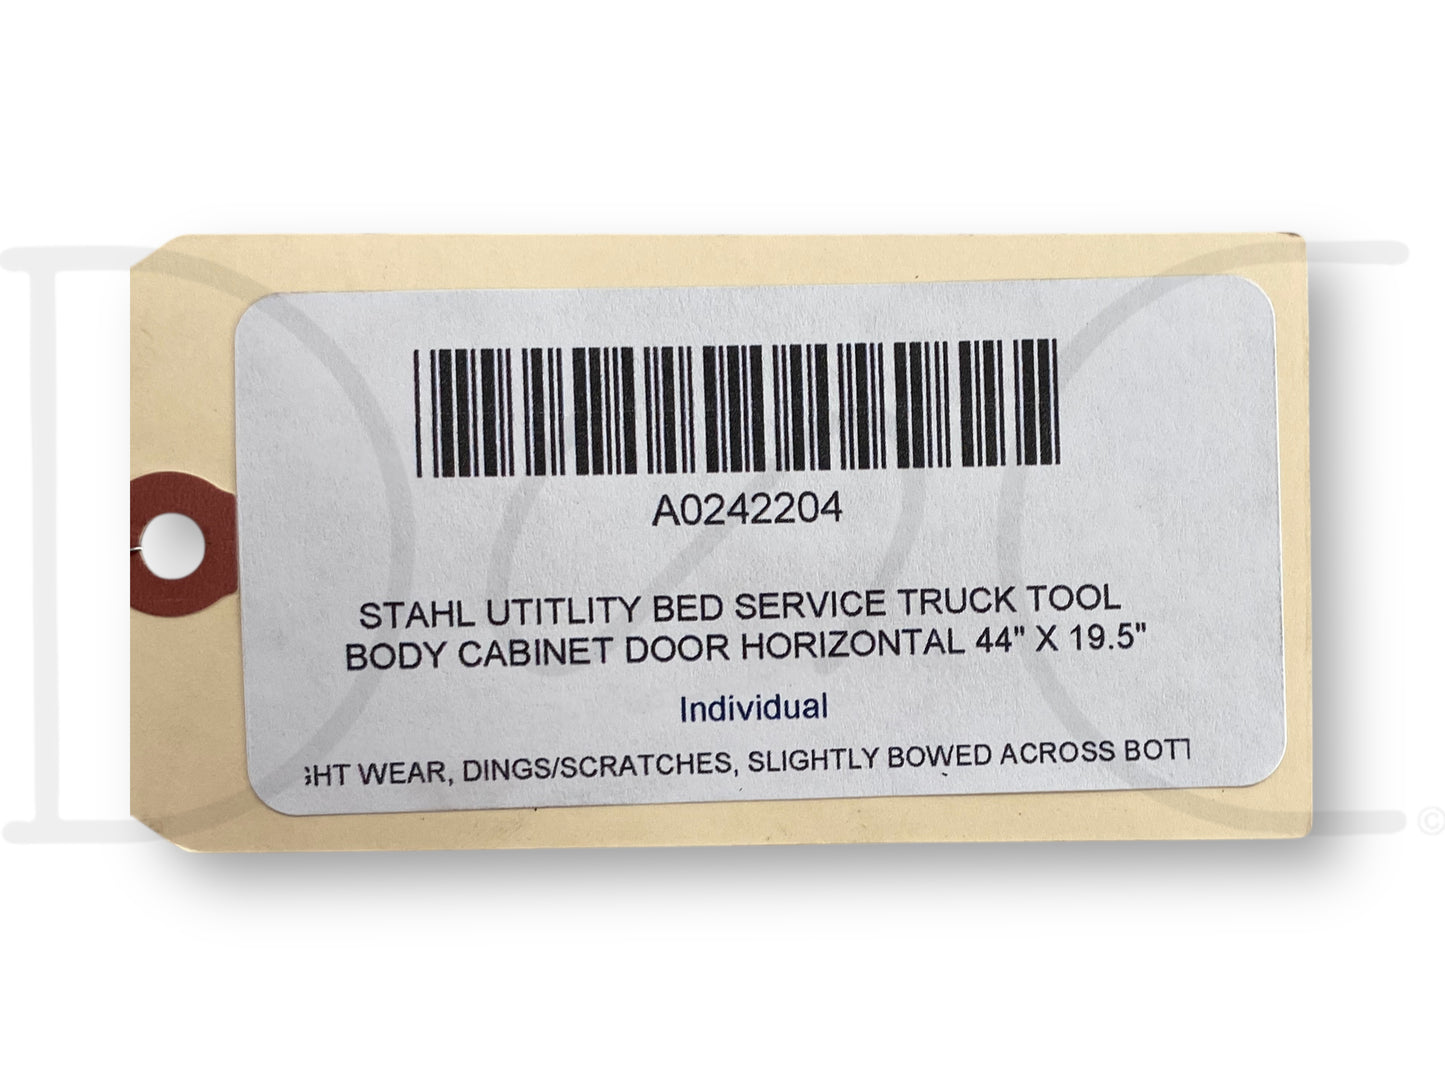 A0242204
STAHL UTITLITY BED SERVICE TRUCK TOOL
BODY CABINET DOOR HORIZONTAL 44" X 19.5"
Individual
WEAR, DINGS/SCRATCHES, SLIGHTLY BOWED ACROSS
©